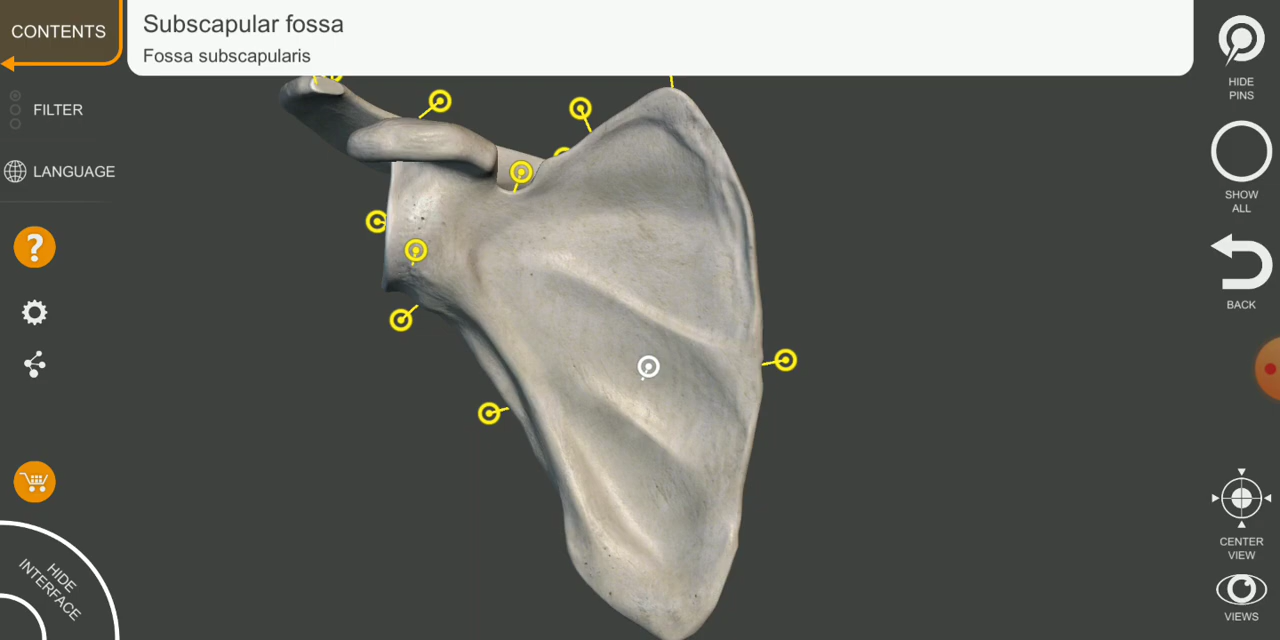 CONTENTS
Subscapular fossa
Fossa subscapularis
FILTER
LANGUAGE
?
HIDE
INTERFACE
HIDE
PINS
SHOW
ALL
BACK
CENTER
VIEW
VIEWS